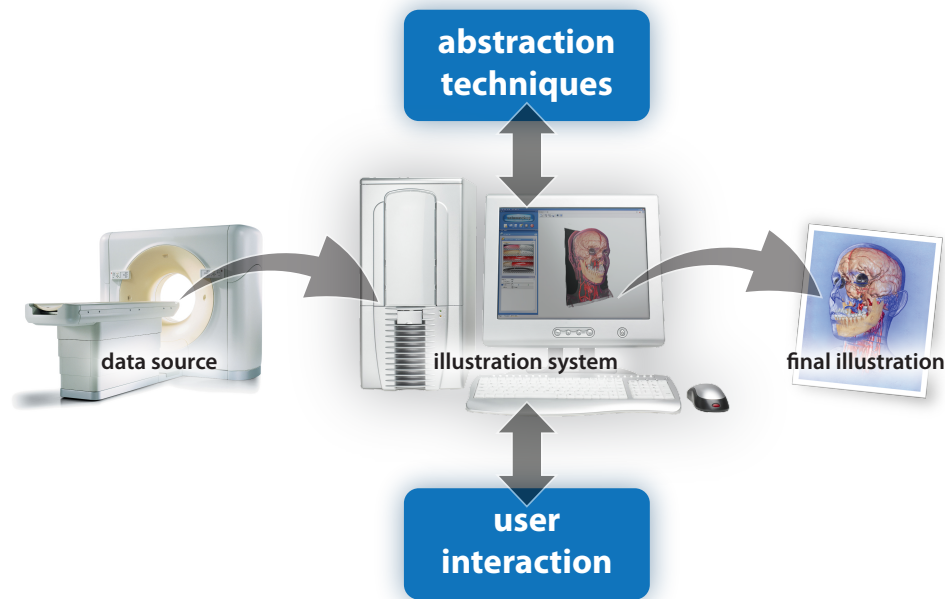 abstraction
techniques
data source
illustration system
final illustration
user
interaction